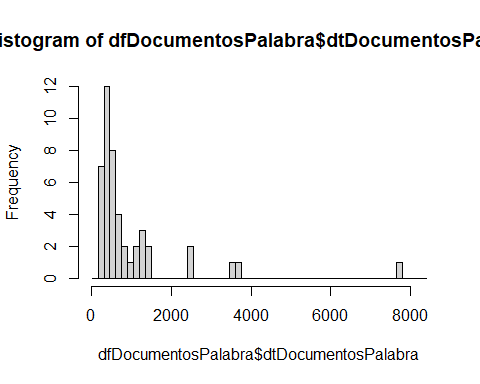 istogram of dfDocumentosPalabra$dtDocumentosPa
Frequency
12
10
8
6
4
2
0
0 2000 4000 6000 8000
dfDocumentosPalabra$dtDocumentosPalabra